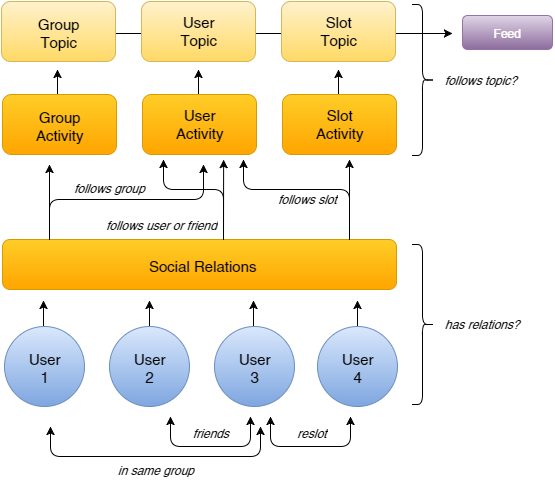 Group
Topic
User
Topic
Slot
Topic
Feed
follows topic?
Group
Activity
User
Activity
Slot
Activity
follows group
follows slot
follows user or friend
Social Relations
has relations?
User
1
User
2
User
3
User
4
friends
reslot
in same group